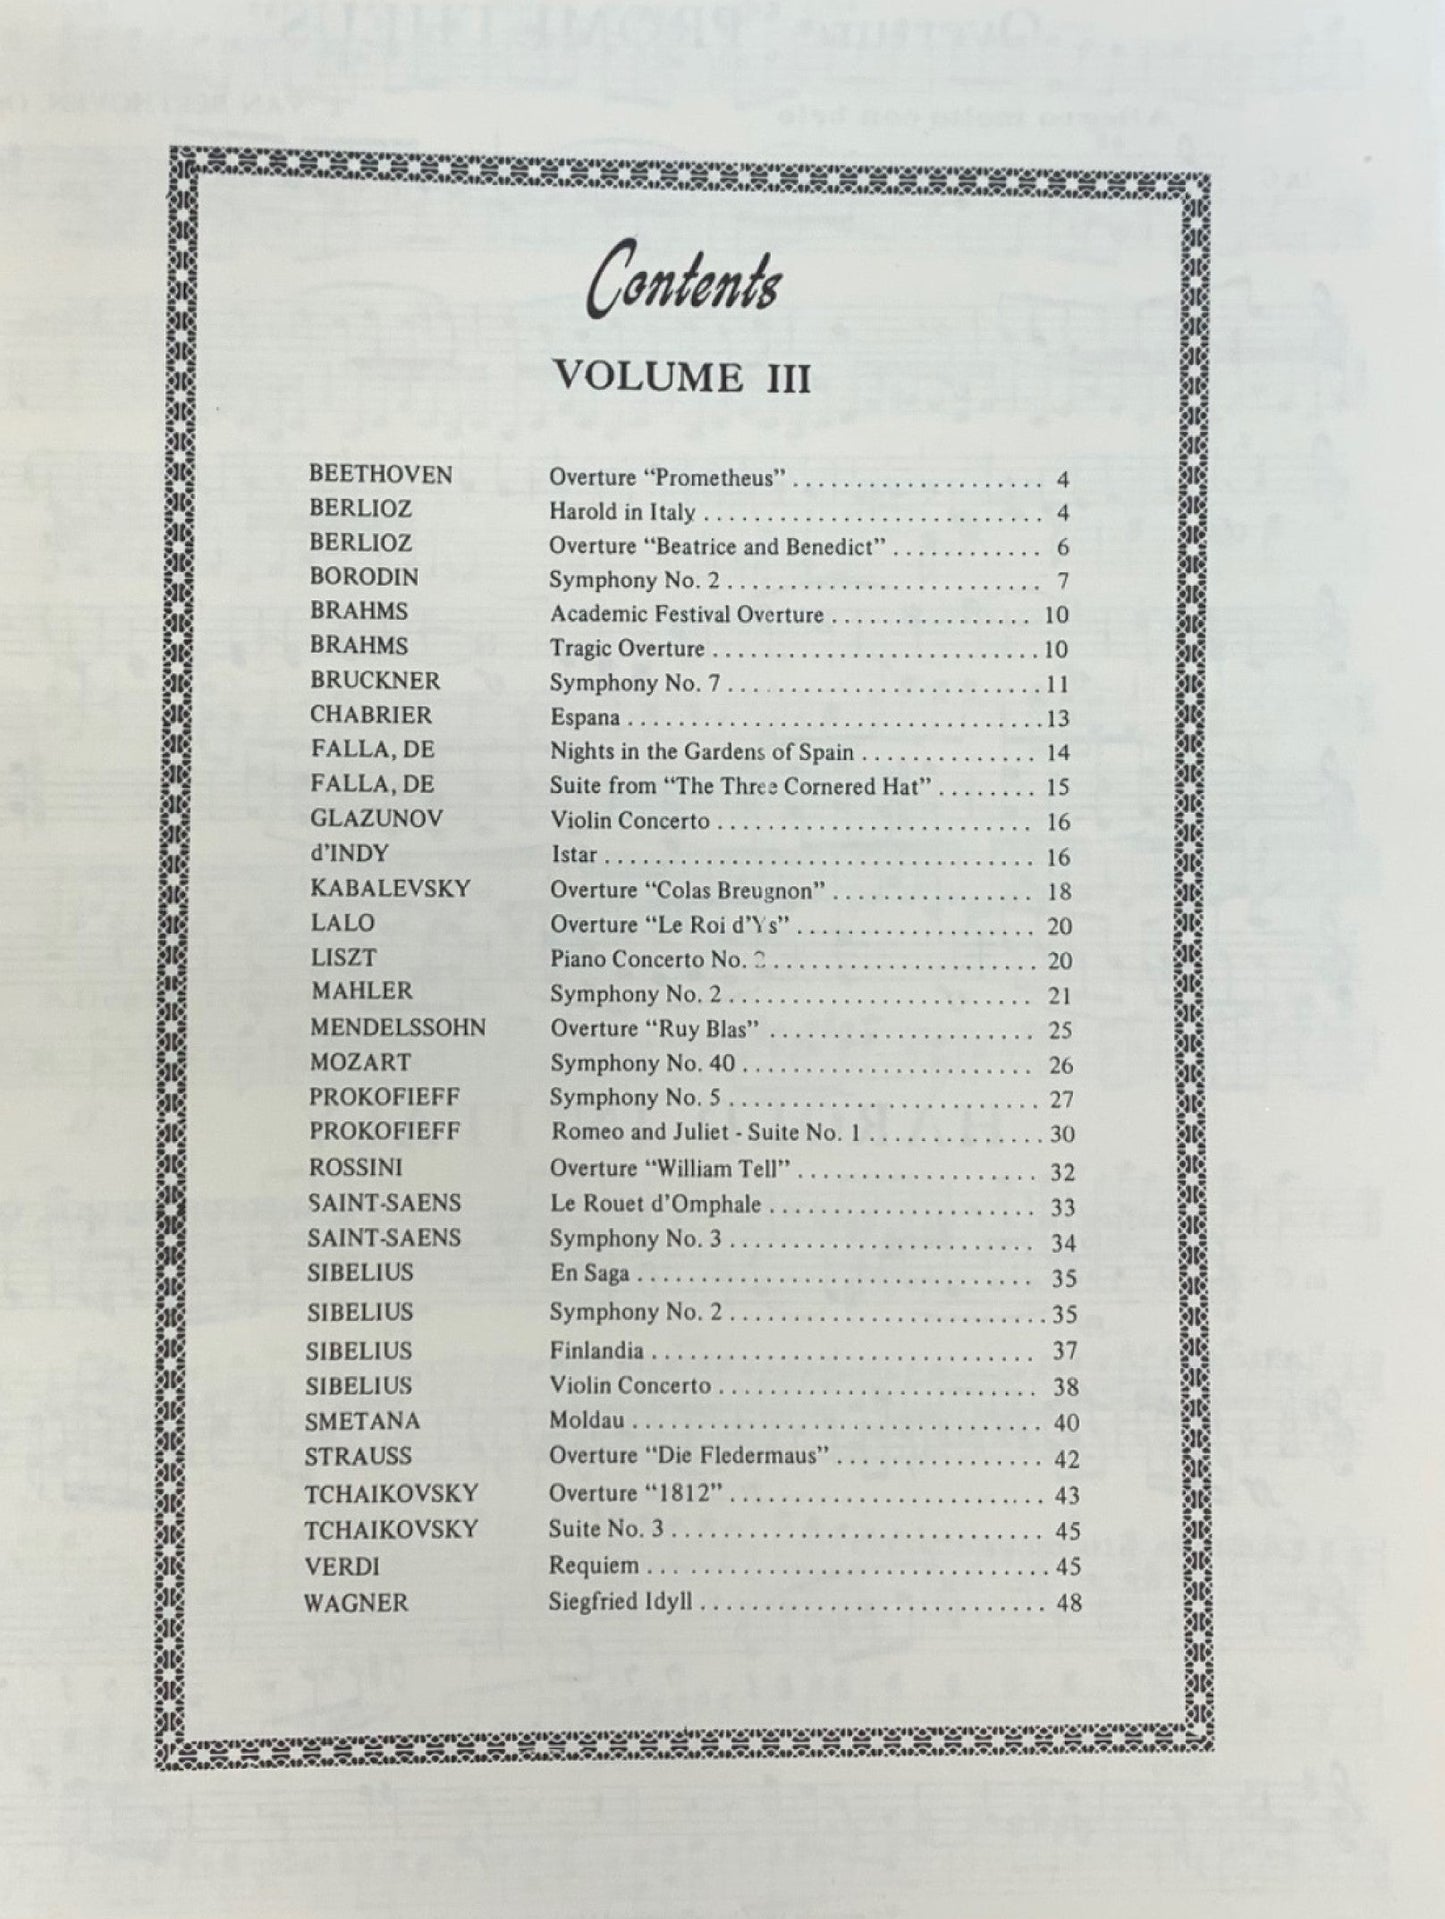 Contents
VOLUME III
BEETHOVEN Overture “Prometheus” .................... 4
BERLIOZ Harold in Italy ........................... 4
BERLIOZ Overture “Beatrice and Benedict” ............ 6
BORODIN Symphony No. 2 ......................... 7
BRAHMS Academic Festival Overture ................ 10
BRAHMS Tragic Overture .......................... 10
BRUCKNER Symphony No. 7 ......................... 11
CHABRIER Espana ................................. 13
FALLA, DE Nights in the Gardens of Spain .............. 14
FALLA, DE Suite from “The Three Cornered Hat” ........ 15
GLAZUNOV Violin Concerto ......................... 16
d'INDY Istar .................................. 16
KABALEVSKY Overture “Colas Breugnon” ................ 18
LALO Overture “Le Roi d'Ys” ................... 20
LISZT Piano Concerto No. 2 ..................... 20
MAHLER Symphony No. 2 ........................ 21
MENDELSSOHN Overture “Ruy Blas” ..................... 25
MOZART Symphony No. 40 ....................... 26
PROKOFIEFF Symphony No. 5 ......................... 27
PROKOFIEFF Romeo and Juliet - Suite No. 1 .............. 30
ROSSINI Overture “William Tell” ................... 32
SAINT-SAENS Le Rouet d'Omphale ..................... 33
SAINT-SAENS Symphony No. 3 ........................ 34
SIBELIUS En Saga ................................ 35
SIBELIUS Symphony No. 2 ......................... 35
SIBELIUS Finlandia ............................... 37
SIBELIUS Violin Concerto ......................... 38
SMETANA Moldau ................................. 40
STRAUSS Overture “Die Fledermaus” ................ 42
TCHAIKOVSKY Overture “1812” ......................... 43
TCHAIKOVSKY Suite No. 3 .............................. 45
VERDI Requiem ................................ 45
WAGNER Siegfried Idyll ........................... 48